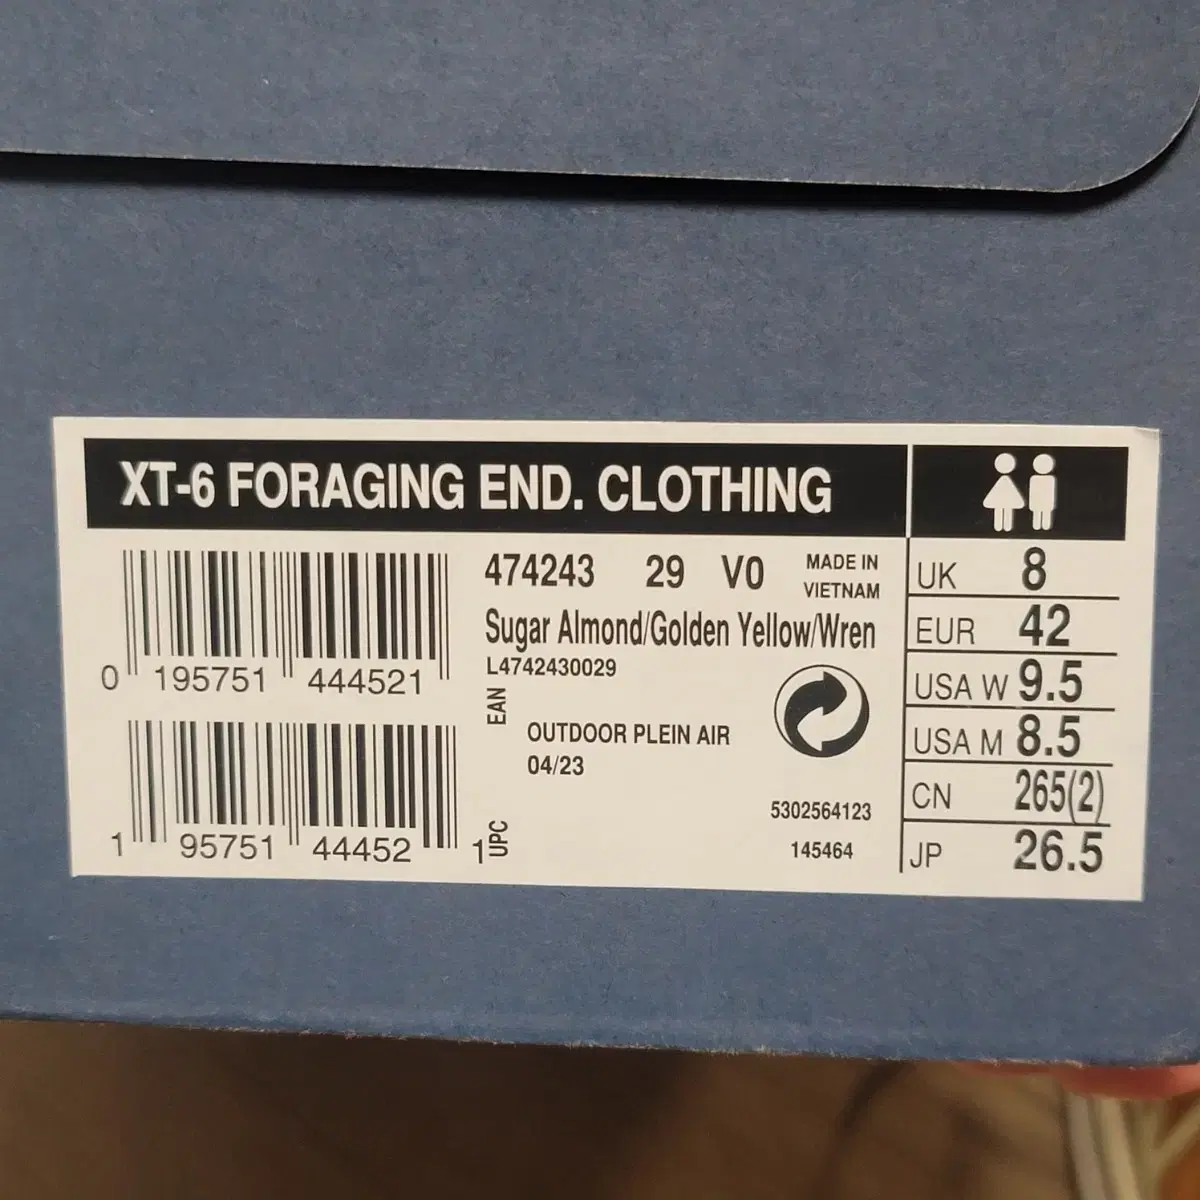 XT-6 FORAGING END. CLOTHING
474243 29 V0 MADE IN
VIETNAM
Sugar Almond/Golden Yellow/Wren
L4742430029
0 195751 444521
EAN
OUTDOOR PLEIN AIR
04/23
5302564123
145464
1 95751 44452 1
UPC
UK 8
EUR 42
USA W 9.5
USA M 8.5
CN 265(2)
JP 26.5